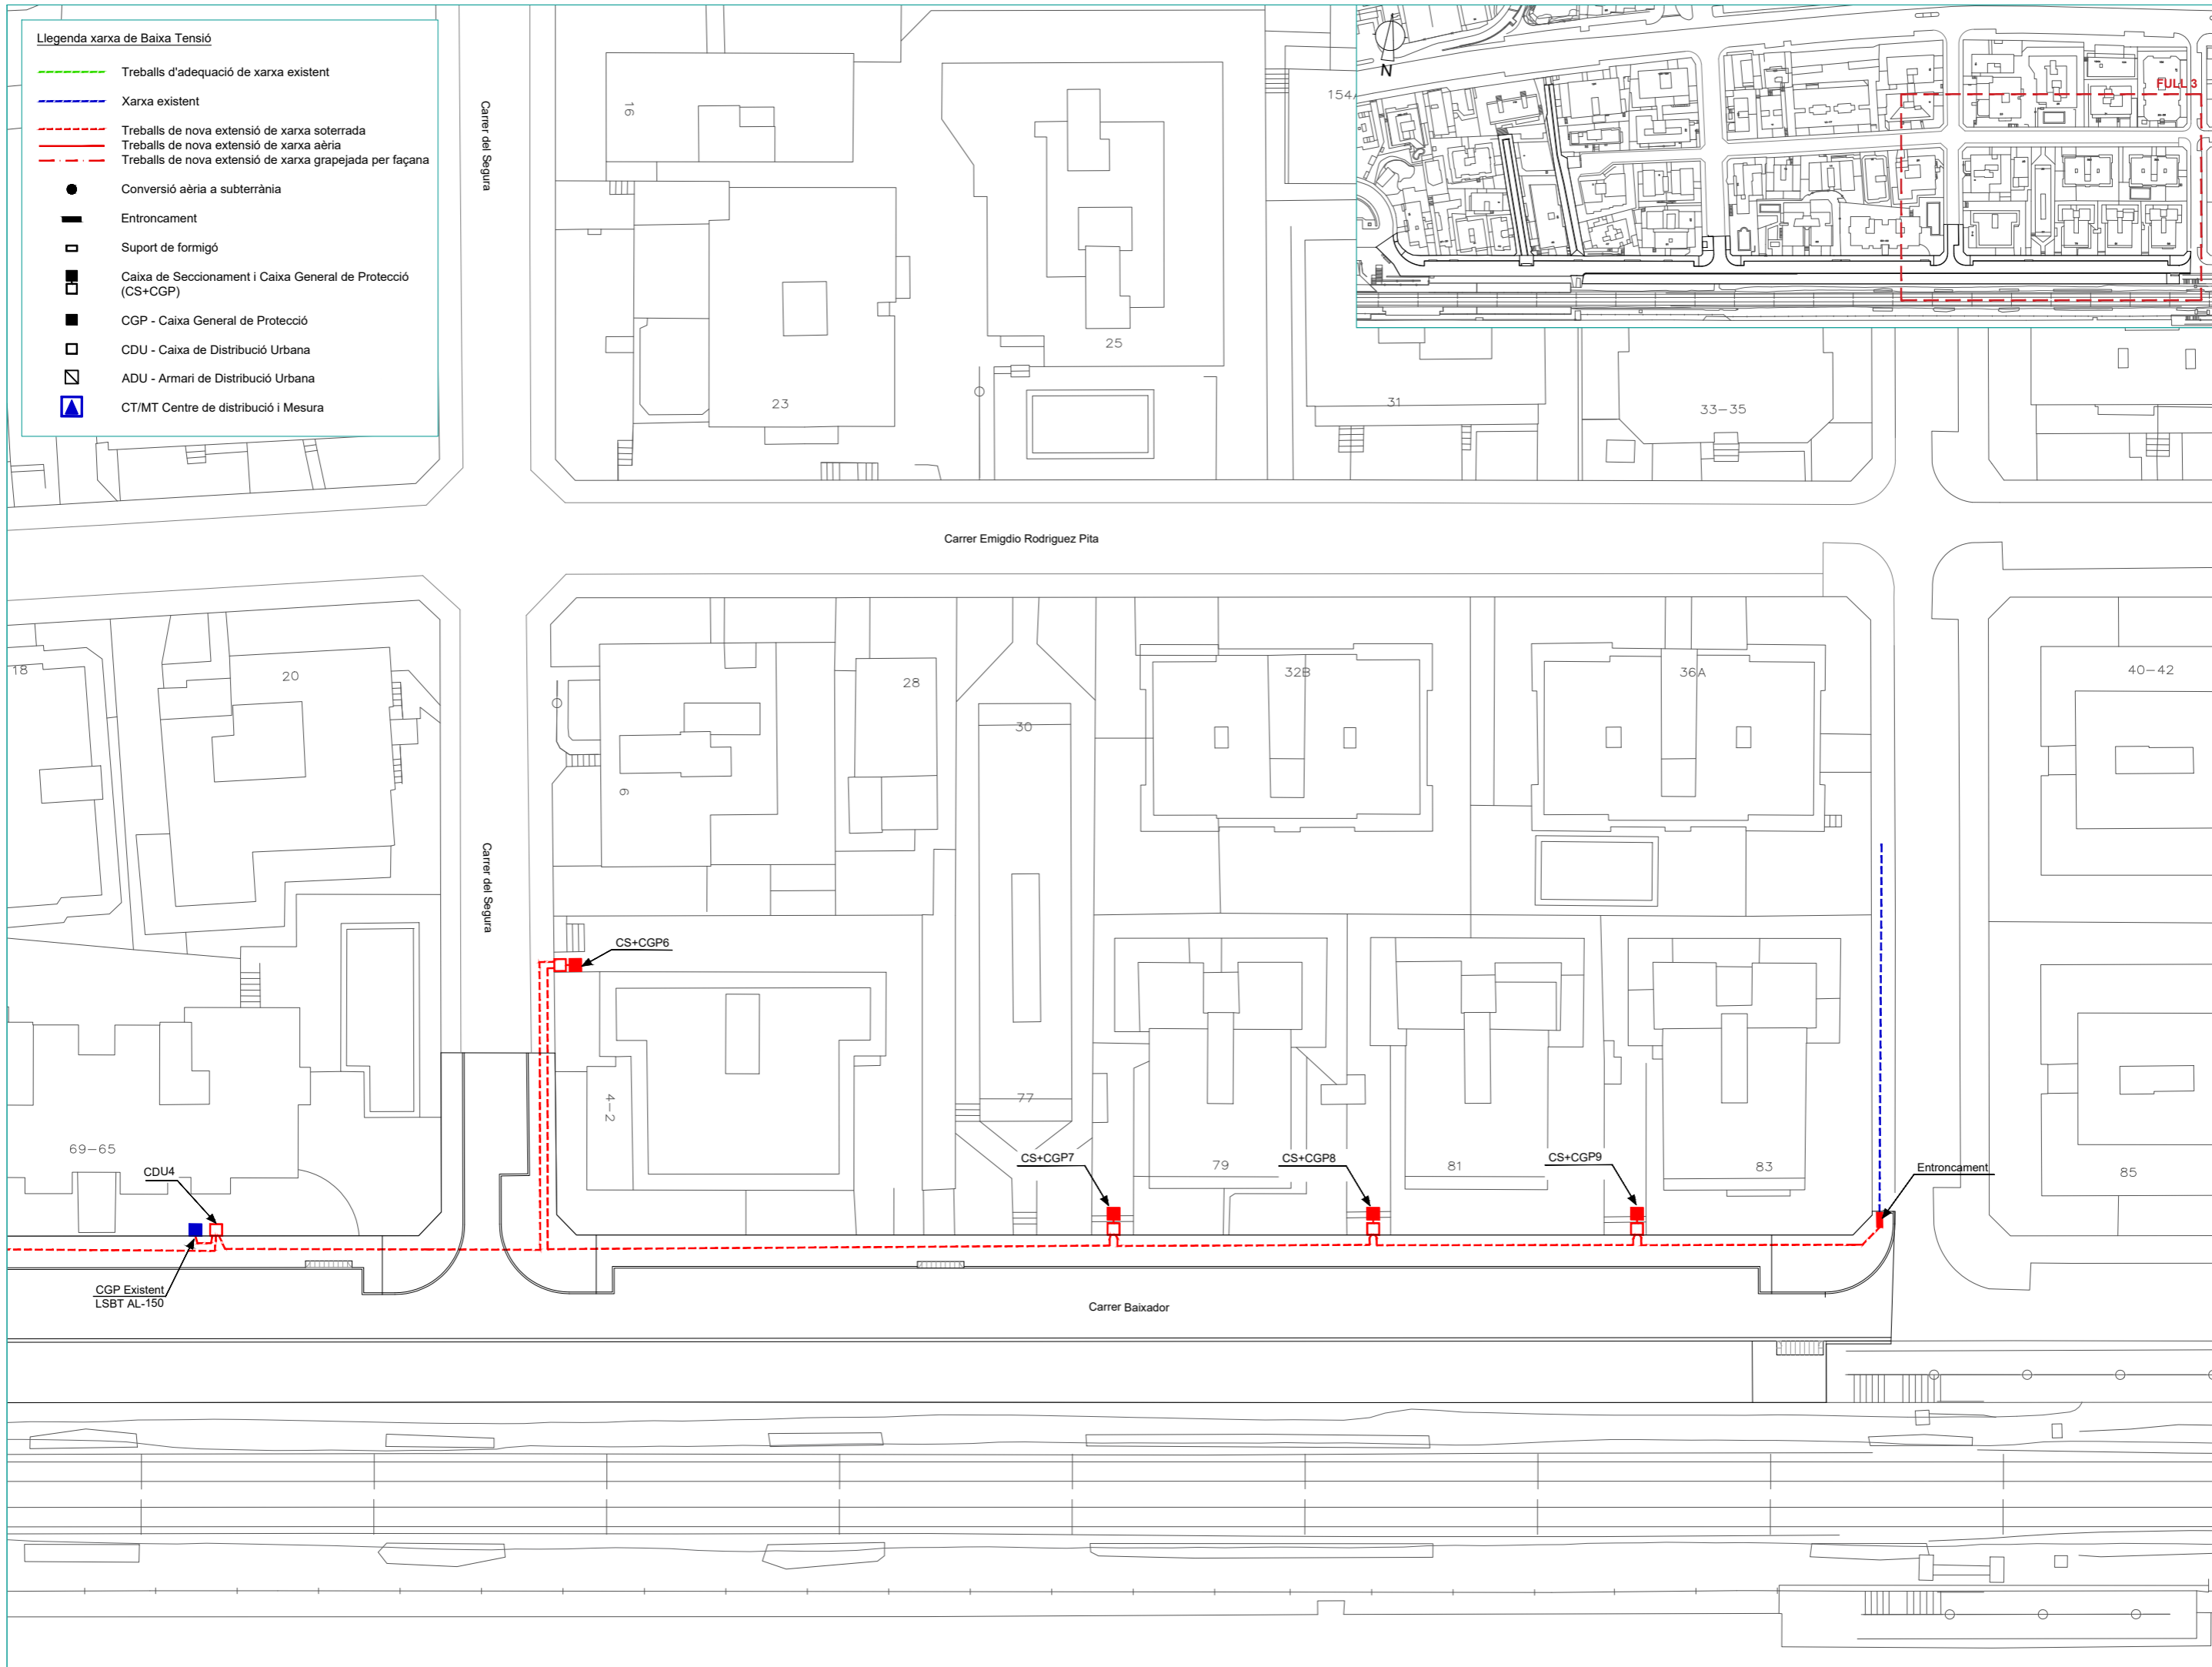 Llegenda xarxa de Baixa Tensió
Treballs d'adequació de xarxa existent
Xarxa existent
Treballs de nova extensió de xarxa soterrada
Treballs de nova extensió de xarxa aèria
Treballs de nova extensió de xarxa grapejada per façana
Conversió aèria a subterrània
Entroncament
Suport de formigó
Caixa de Seccionament i Caixa General de Protecció
(CS+CGP)
CGP - Caixa General de Protecció
CDU - Caixa de Distribució Urbana
ADU - Armari de Distribució Urbana
CT/MT Centre de distribució i Mesura
Carrer del Segura
16
23
25
154A
N
FULL 3
31
33-35
Carrer Emigdio Rodriguez Pita
18
20
6
28
30
32B
36A
40-42
Carrer del Segura
CS+CGP6
4-2
77
69-65
CDU4
CS+CGP7
79
CS+CGP8
81
CS+CGP9
83
Entroncament
85
CGP Existent
LSBT AL-150
Carrer Baixador